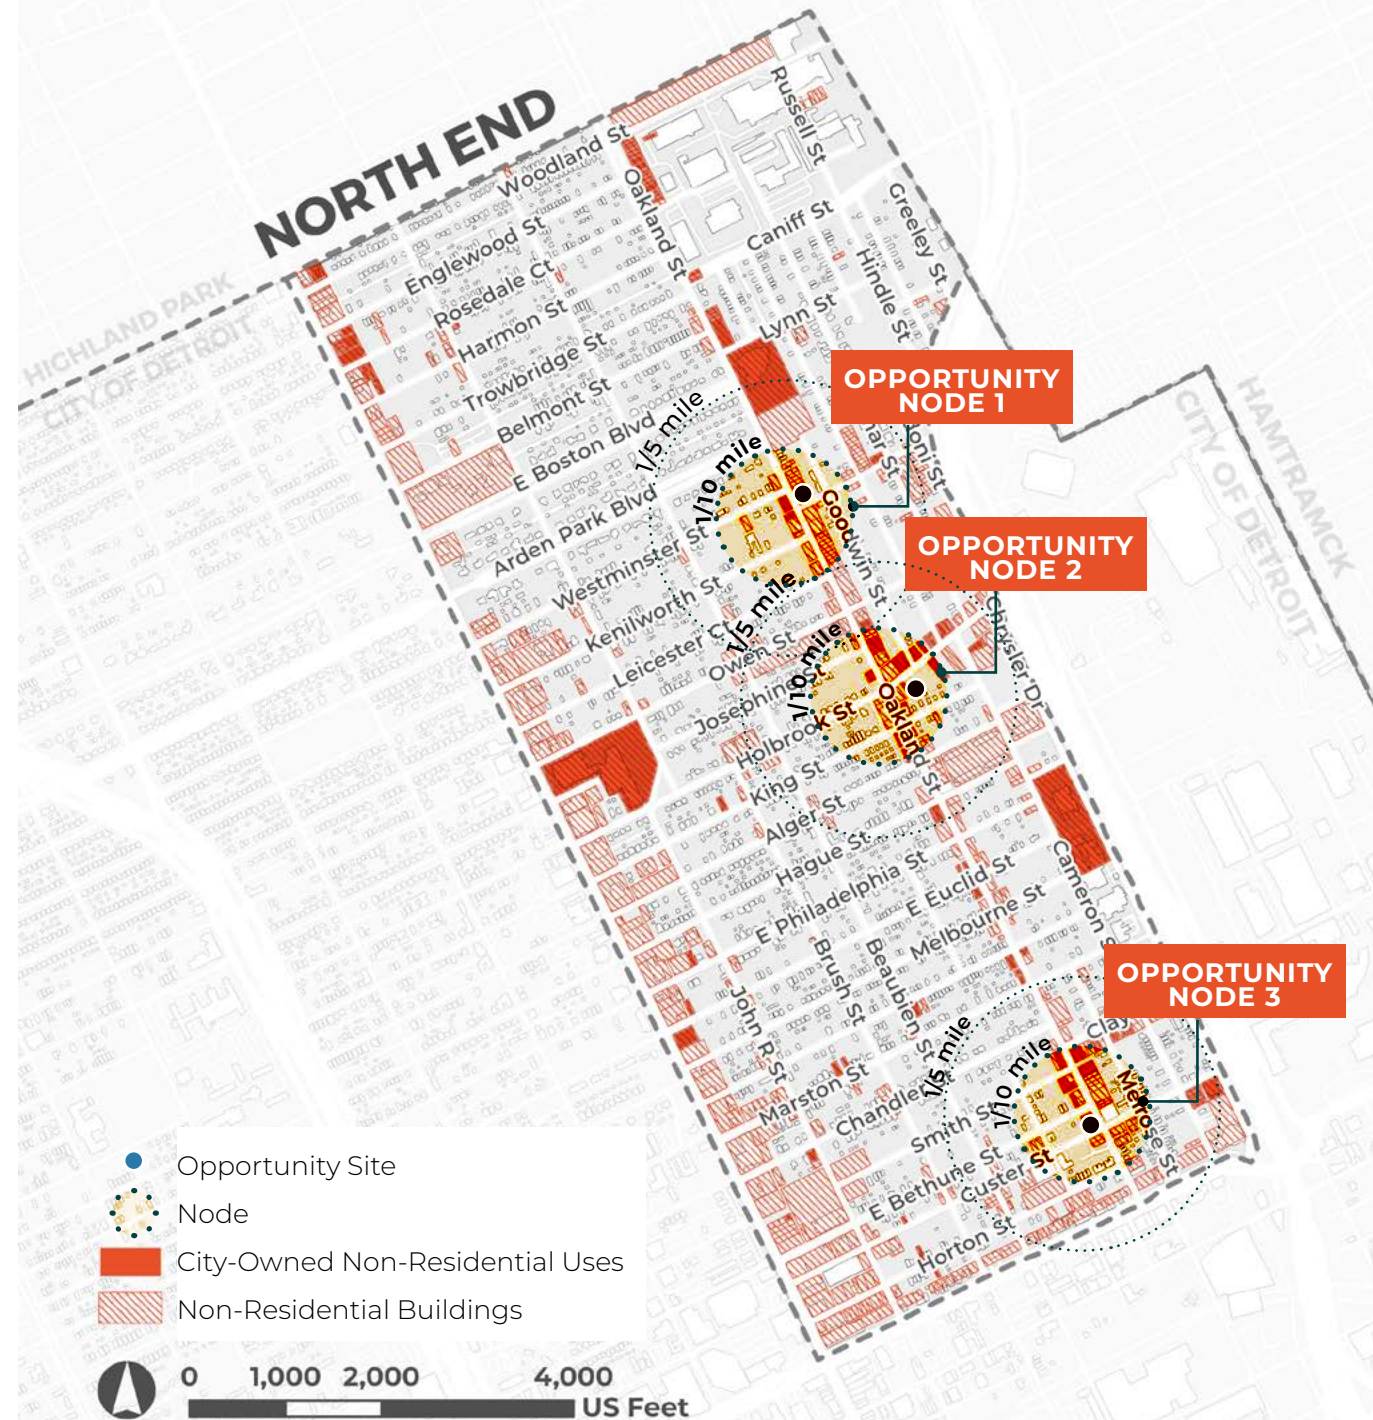 NORTH END
Woodland St
Russell St
Oakland St
Englewood St
Caniff St
Greeley St
Rosedale Ct
Hindle St
HIGHLAND PARK
CITY OF DETROIT
Harmon St
Lynn St
Trowbridge St
Belmont St
OPPORTUNITY
NODE 1
HAMTRAMCK
CITY OF DETROIT
1/5 mile
E Boston Blvd
1/10 mile
Arden Park Blvd
Goodwin St
Westminster St
OPPORTUNITY
NODE 2
Kenilworth St
1/5 mile
Chrysler Dr
Leicester Ct
Owen St
1/10 mile
Josephine St
Oakland St
Holbrook St
King St
Alger St
Hague St
Cameron S
E Philadelphia St
E Euclid St
Melbourne St
Brush St
Beaubien St
OPPORTUNITY
NODE 3
John R St
1/5 mile
Clay
1/10 mile
Marston St
Chandler
Melrose St
Smith St
E Bethune St
Custer St
Horton St
Opportunity Site
Node
City-Owned Non-Residential Uses
Non-Residential Buildings
0 1,000 2,000 4,000
US Feet